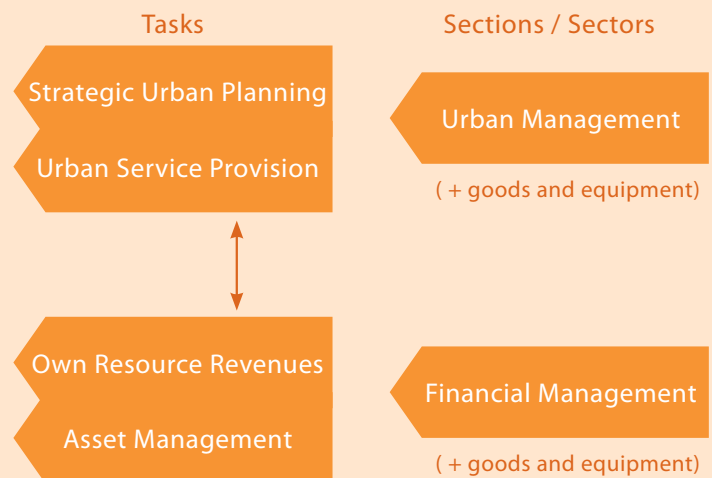 Tasks
Sections / Sectors
Strategic Urban Planning
Urban Service Provision
Urban Management
( + goods and equipment)
Own Resource Revenues
Asset Management
Financial Management
( + goods and equipment)